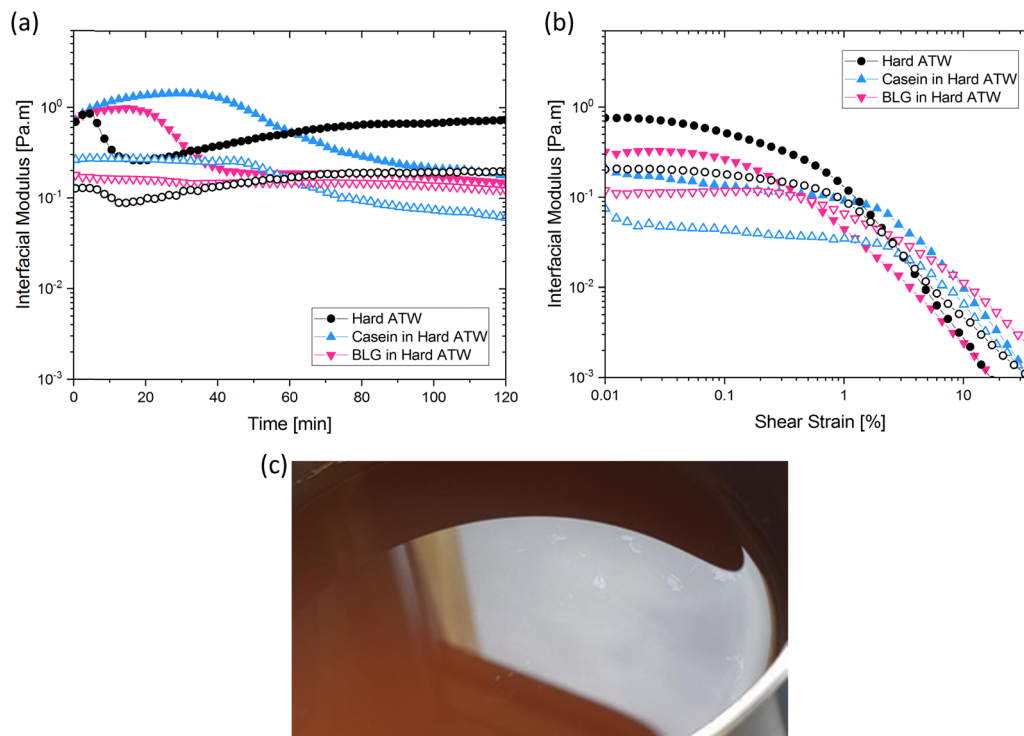 (a)
Interfacial Modulus [Pa.m]
10^0
10^-1
10^-2
10^-3
0 20 40 60 80 100 120
Time [min]
Hard ATW
Casein in Hard ATW
BLG in Hard ATW
(b)
Interfacial Modulus [Pa.m]
10^0
10^-1
10^-2
10^-3
0.01 0.1 1 10
Shear Strain [%]
Hard ATW
Casein in Hard ATW
BLG in Hard ATW
(c)